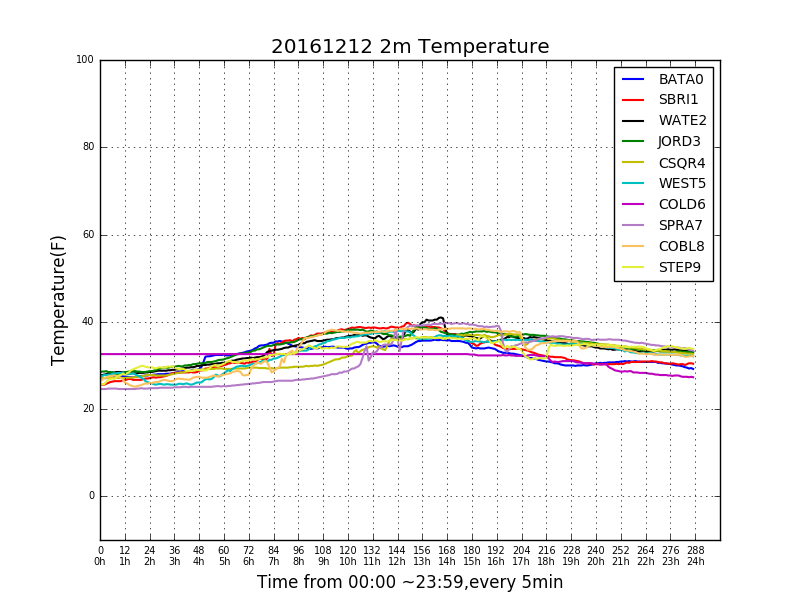 20161212 2m Temperature
100
80
60
40
20
0
Temperature(F)
BATA0
SBRI1
WATE2
JORD3
CSQR4
WEST5
COLD6
SPRA7
COBL8
STEP9
0 12 24 36 48 60 72 84 96 108 120 132 144 156 168 180 192 204 216 228 240 252 264 276 288
0h 1h 2h 3h 4h 5h 6h 7h 8h 9h 10h 11h 12h 13h 14h 15h 16h 17h 18h 19h 20h 21h 22h 23h 24h
Time from 00:00 ~23:59,every 5min